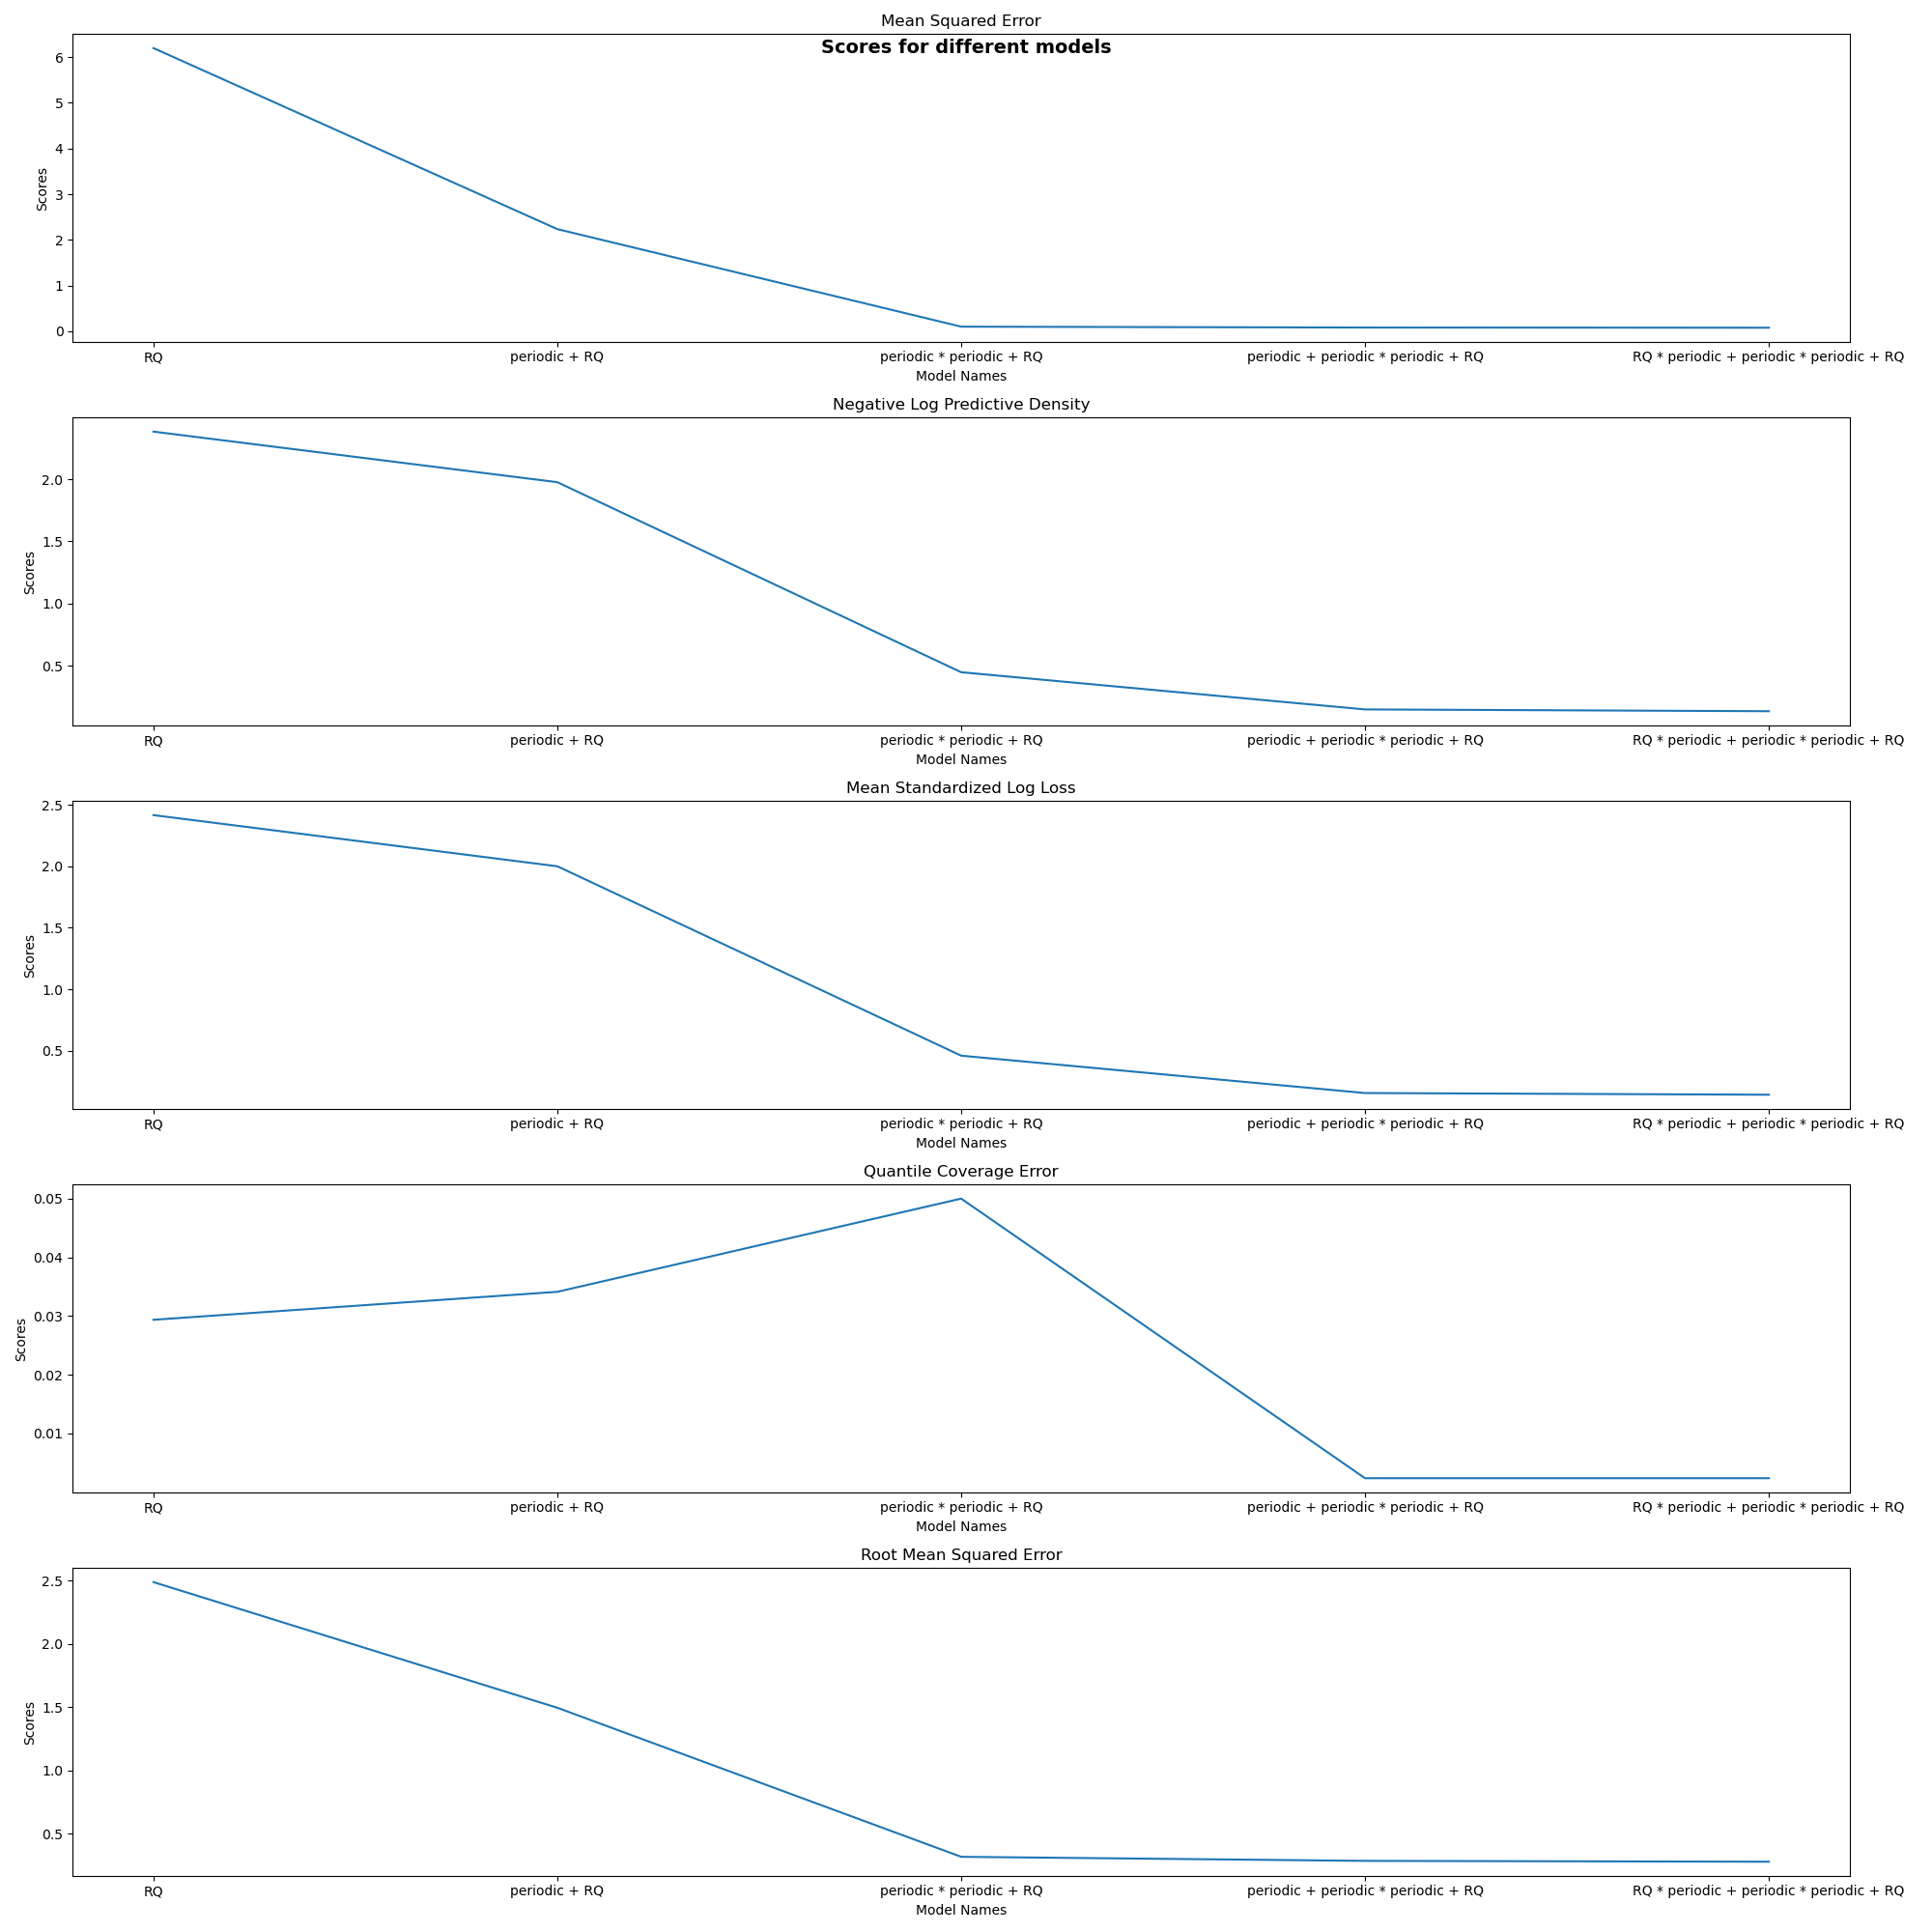 Mean Squared Error
Scores for different models
6
5
4
3
2
1
0
Scores
RQ periodic + RQ periodic * periodic + RQ periodic + periodic * periodic + RQ RQ * periodic + periodic * periodic + RQ
Model Names
Negative Log Predictive Density
2.0
1.5
1.0
0.5
Scores
RQ periodic + RQ periodic * periodic + RQ periodic + periodic * periodic + RQ RQ * periodic + periodic * periodic + RQ
Model Names
Mean Standardized Log Loss
2.5
2.0
1.5
1.0
0.5
Scores
RQ periodic + RQ periodic * periodic + RQ periodic + periodic * periodic + RQ RQ * periodic + periodic * periodic + RQ
Model Names
Quantile Coverage Error
0.05
0.04
0.03
0.02
0.01
Scores
RQ periodic + RQ periodic * periodic + RQ periodic + periodic * periodic + RQ RQ * periodic + periodic * periodic + RQ
Model Names
Root Mean Squared Error
2.5
2.0
1.5
1.0
0.5
Scores
RQ periodic + RQ periodic * periodic + RQ periodic + periodic * periodic + RQ RQ * periodic + periodic * periodic + RQ
Model Names